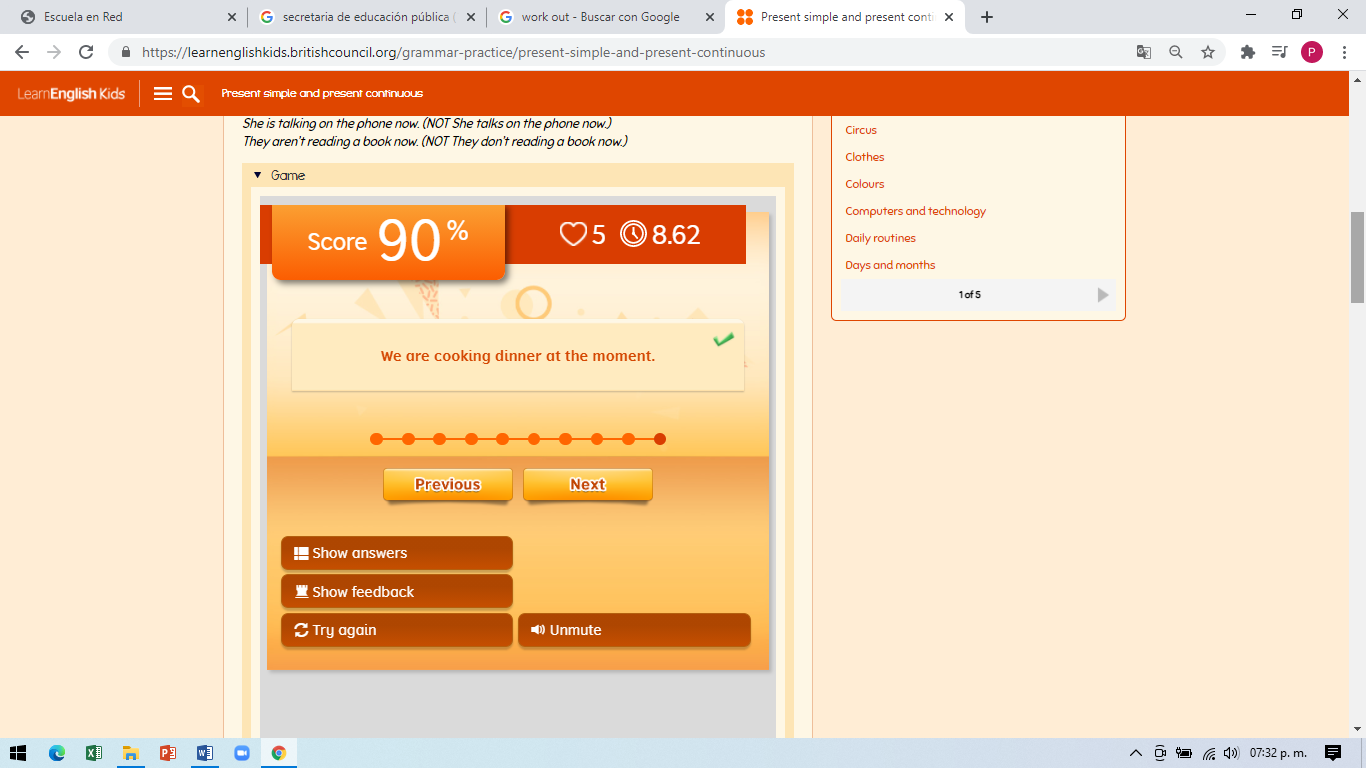 Escuela en Red
secretaria de educación pública (
work out - Buscar con Google
Present simple and present conti
https://learnenglishkids.britishcouncil.org/grammar-practice/present-simple-and-present-continuous
P
LearnEnglish Kids
Present simple and present continuous
She is talking on the phone now. (NOT She talks on the phone now.)
They aren't reading a book now. (NOT They don't reading a book now.)
Game
Score 90%
5
8.62
We are cooking dinner at the moment.
Previous
Next
Show answers
Show feedback
Try again
Unmute
Circus
Clothes
Colours
Computers and technology
Daily routines
Days and months
1 of 5
07:32 p. m.